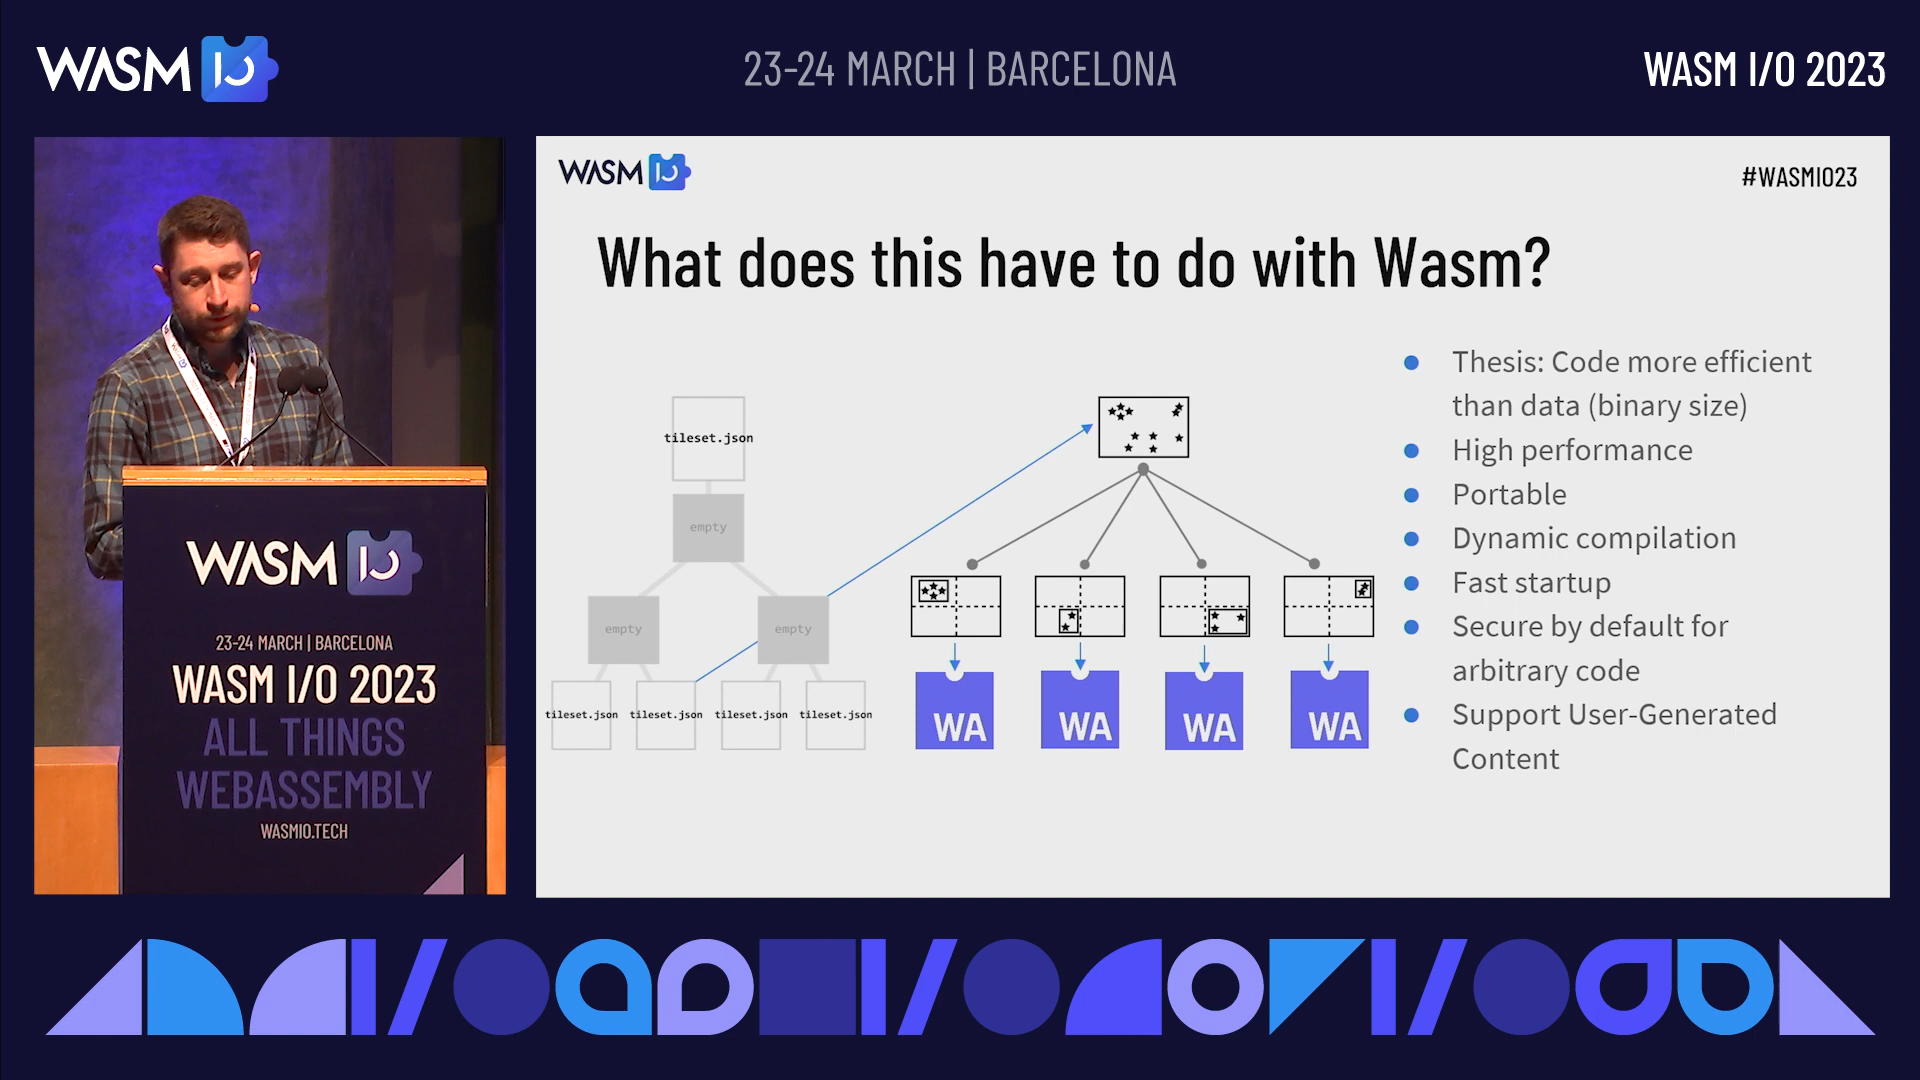 WASM IO
23-24 MARCH | BARCELONA
WASM I/O 2023
WASM IO
23-24 MARCH | BARCELONA
WASM I/O 2023
ALL THINGS
WEBASSEMBLY
WASMIO.TECH
WASM IO
#WASMIO23
What does this have to do with Wasm?
tileset.json
empty
empty
empty
tileset.json
tileset.json
tileset.json
tileset.json
WA
WA
WA
WA
Thesis: Code more efficient
than data (binary size)
High performance
Portable
Dynamic compilation
Fast startup
Secure by default for
arbitrary code
Support User-Generated
Content